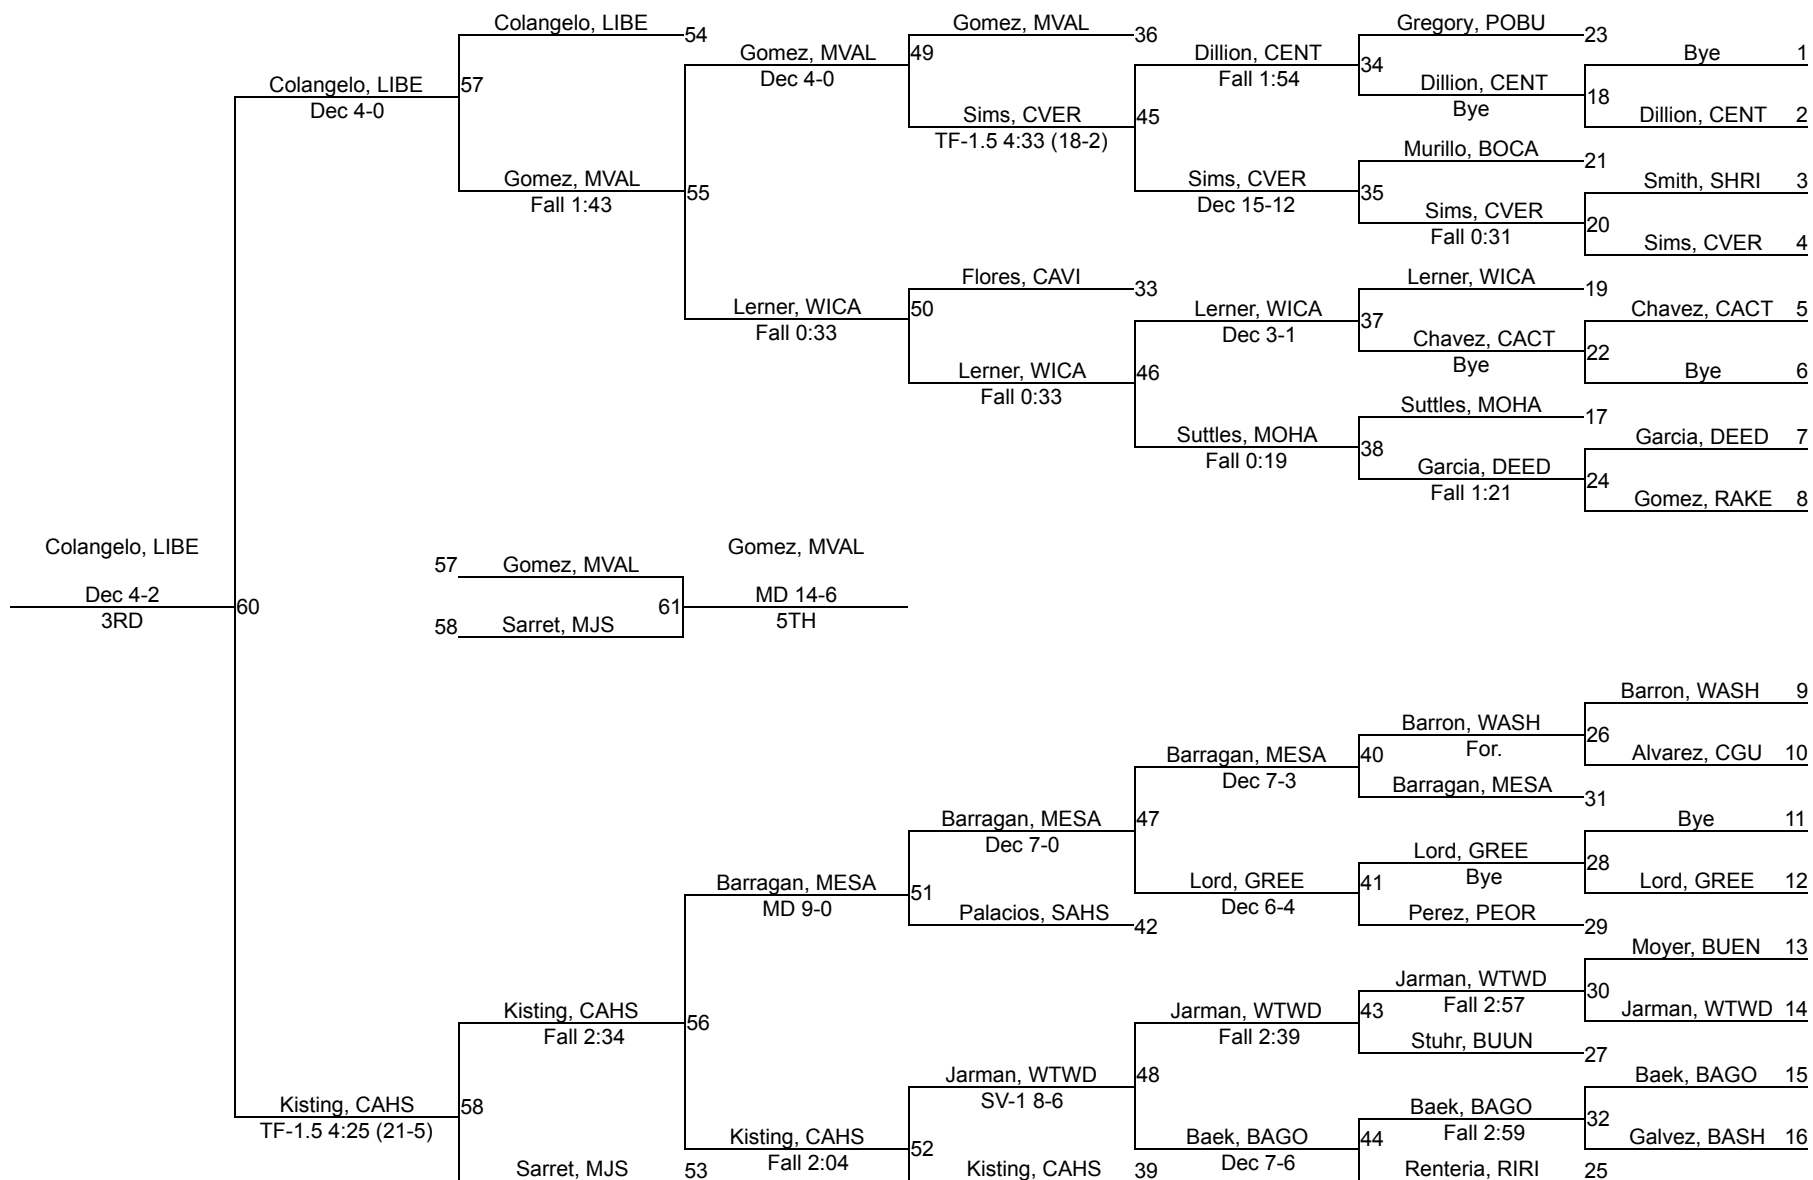 Colangelo, LIBE 54
Gomez, MVAL 36
Gregory, POBU 23
Bye 1
Gomez, MVAL 49
Dec 4-0
Dillion, CENT 34
Fall 1:54
Colangelo, LIBE 57
Dec 4-0
Dillion, CENT 18
Bye
Sims, CVER 45
TF-1.5 4:33 (18-2)
Dillion, CENT 2
Murillo, BOCA 21
Gomez, MVAL 55
Fall 1:43
Sims, CVER 35
Dec 15-12
Smith, SHRI 3
Sims, CVER 20
Fall 0:31
Sims, CVER 4
Flores, CAVI 33
Lerner, WICA 19
Lerner, WICA 50
Fall 0:33
Lerner, WICA 37
Dec 3-1
Chavez, CACT 5
Chavez, CACT 22
Bye
Lerner, WICA 46
Fall 0:33
Bye 6
Suttles, MOHA 17
Suttles, MOHA 38
Fall 0:19
Garcia, DEED 7
Garcia, DEED 24
Fall 1:21
Gomez, RAKE 8
Colangelo, LIBE
Dec 4-2 60
3RD
57 Gomez, MVAL
58 Sarret, MJS
61
Gomez, MVAL
MD 14-6
5TH
Barron, WASH 9
Barron, WASH 26
For.
Barragan, MESA 40
Dec 7-3
Alvarez, CGU 10
Barragan, MESA 31
Barragan, MESA 47
Dec 7-0
Bye 11
Lord, GREE 28
Bye
Barragan, MESA 51
MD 9-0
Lord, GREE 41
Dec 6-4
Lord, GREE 12
Palacios, SAHS 42
Perez, PEOR 29
Moyer, BUEN 13
Jarman, WTWD 30
Fall 2:57
Kisting, CAHS 56
Fall 2:34
Jarman, WTWD 43
Fall 2:39
Jarman, WTWD 14
Stuhr, BUUN 27
Jarman, WTWD 48
SV-1 8-6
Baek, BAGO 15
Kisting, CAHS 58
TF-1.5 4:25 (21-5)
Baek, BAGO 32
Fall 2:59
Kisting, CAHS 52
Fall 2:04
Baek, BAGO 44
Dec 7-6
Galvez, BASH 16
Sarret, MJS 53
Kisting, CAHS 39
Renteria, RIRI 25